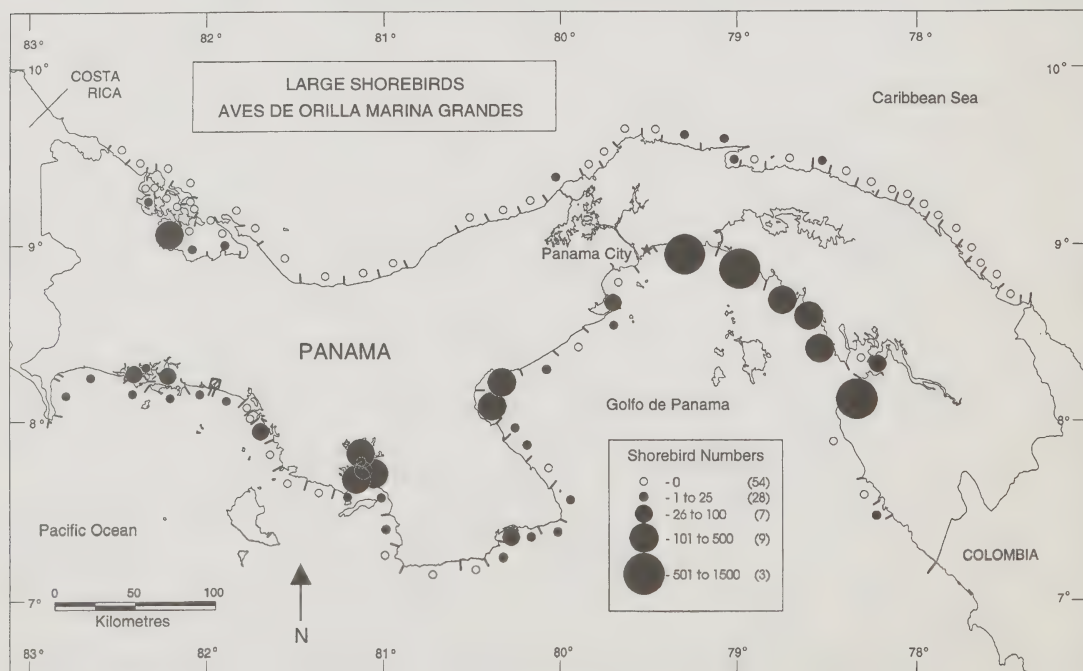 83°
82°
81°
80°
79°
78°
10°
COSTA
RICA
LARGE SHOREBIRDS
AVES DE ORILLA MARINA GRANDES
10°
Caribbean Sea
9°
Panama City
9°
PANAMA
Golfo de Panama
8°
8°
Shorebird Numbers
- 0 (54)
- 1 to 25 (28)
- 26 to 100 (7)
- 101 to 500 (9)
- 501 to 1500 (3)
Pacific Ocean
COLOMBIA
7°
7°
0 50 100
Kilometres
N
83°
82°
81°
80°
79°
78°